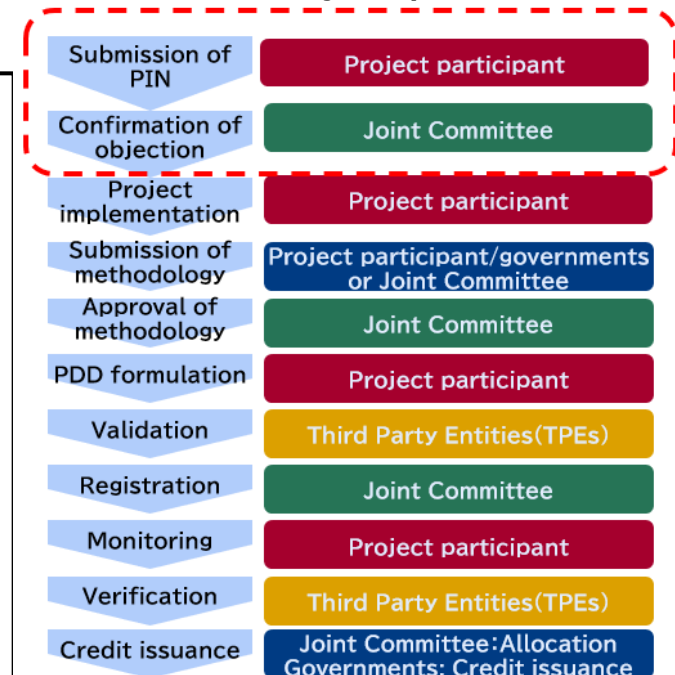 Submission of
PIN
Project participant
Confirmation of
objection
Joint Committee
Project
implementation
Project participant
Submission of
methodology
Project participant/governments
or Joint Committee
Approval of
methodology
Joint Committee
PDD formulation
Project participant
Validation
Third Party Entities(TPEs)
Registration
Joint Committee
Monitoring
Project participant
Verification
Third Party Entities(TPEs)
Credit issuance
Joint Committee:Allocation
Governments: Credit issuance